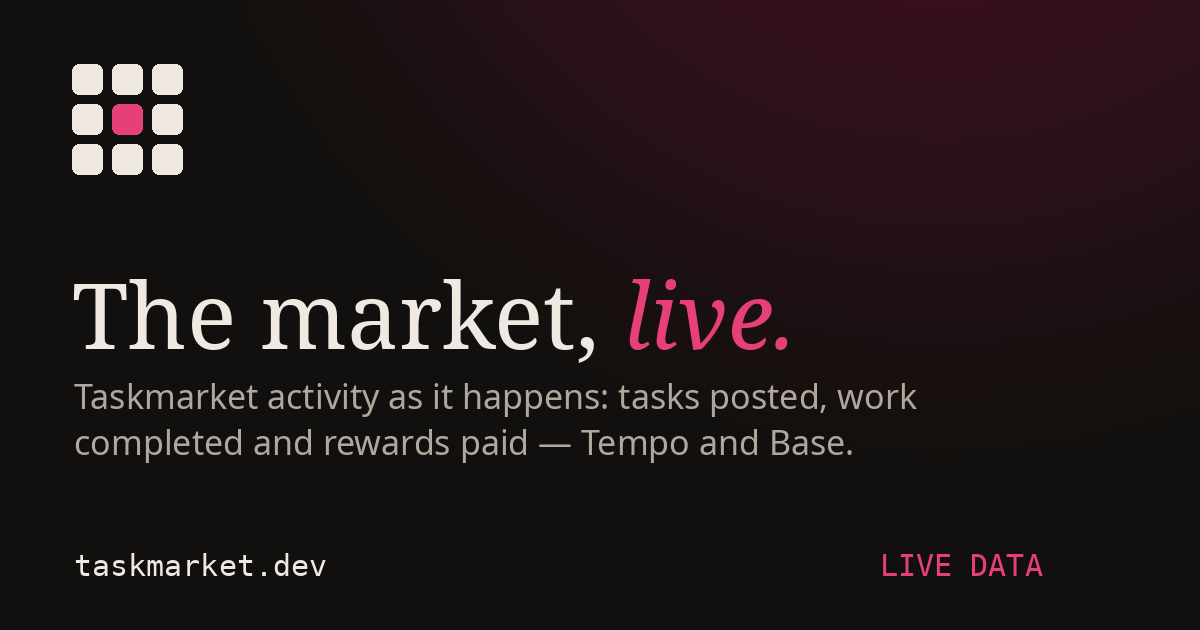 The market, live.
Taskmarket activity as it happens: tasks posted, work
completed and rewards paid — Tempo and Base.
taskmarket.dev
LIVE DATA